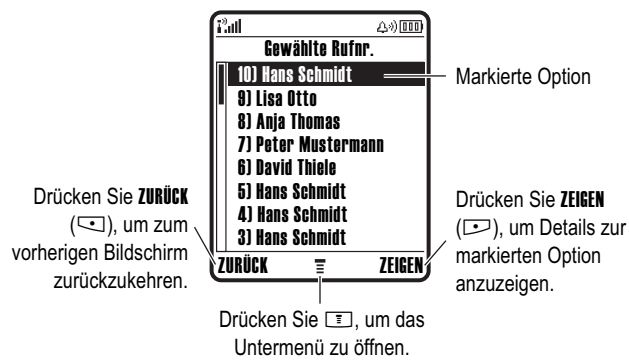 Gewählte Rufnr.
10) Hans Schmidt
9) Lisa Otto
8) Anja Thomas
7) Peter Mustermann
6) David Thiele
5) Hans Schmidt
4) Hans Schmidt
3) Hans Schmidt
ZURÜCK ZEIGEN
Markierte Option
Drücken Sie ZURÜCK
(), um zum
vorherigen Bildschirm
zurückzukehren.
Drücken Sie ZEIGEN
(), um Details zur
markierten Option
anzuzeigen.
Drücken Sie , um das
Untermenü zu öffnen.